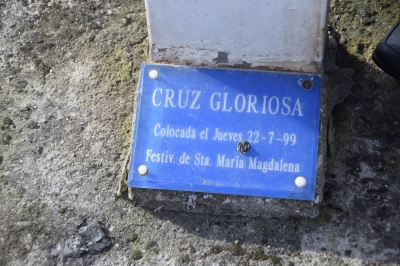 CRUZ GLORIOSA
Colocada el Jueves 22-7-99
Festiv. de Sta. María Magdalena